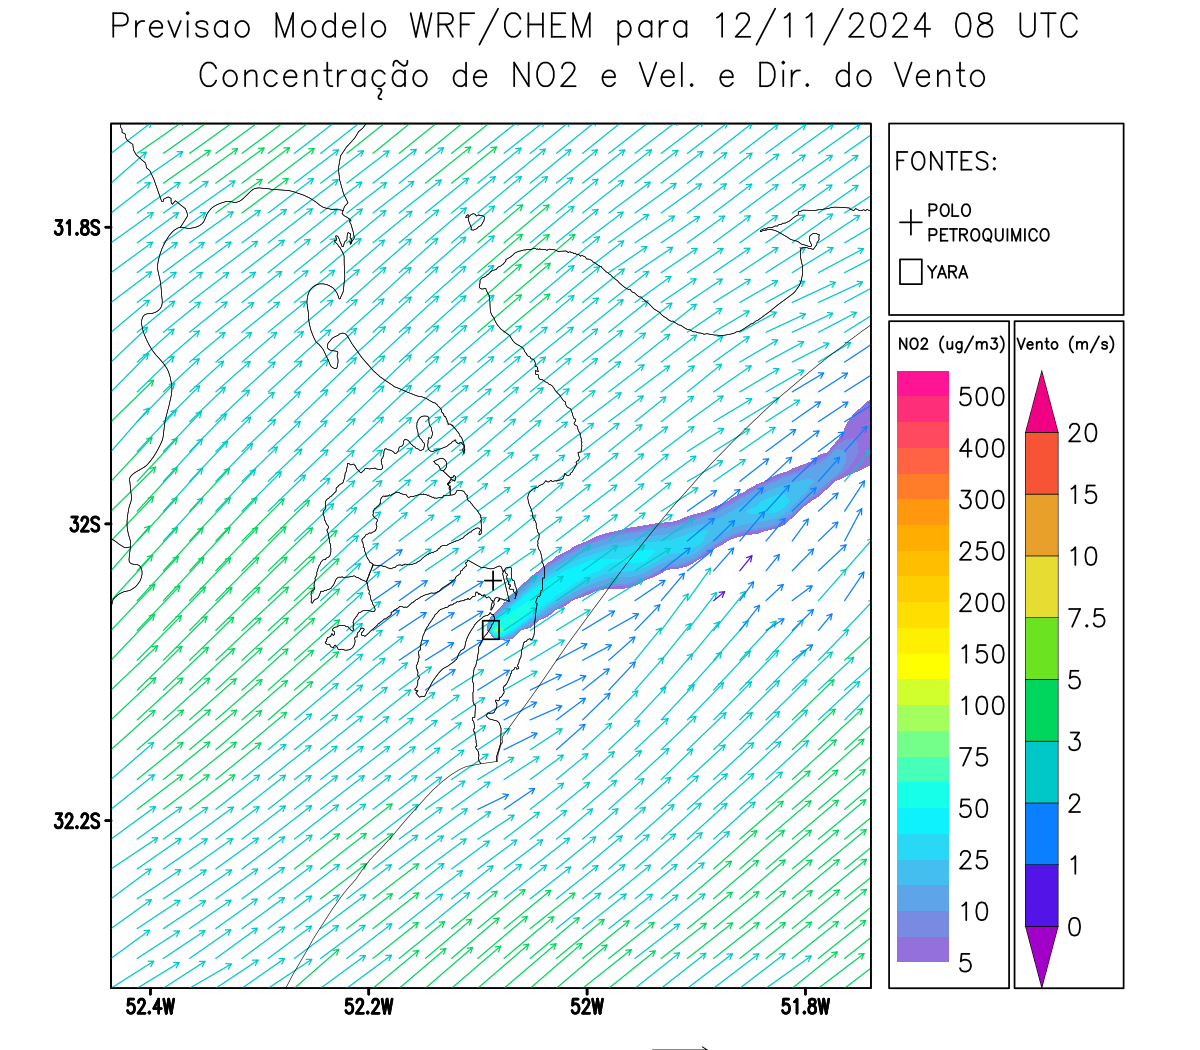 Previsao Modelo WRF/CHEM para 12/11/2024 08 UTC
Concentração de NO2 e Vel. e Dir. do Vento
FONTES:
POLO
PETROQUIMICO
YARA
NO2 (ug/m3)
500
400
300
250
200
150
100
75
50
25
10
5
Vento (m/s)
20
15
10
7.5
5
3
2
1
0
31.8S
32S
32.2S
52.4W
52.2W
52W
51.8W